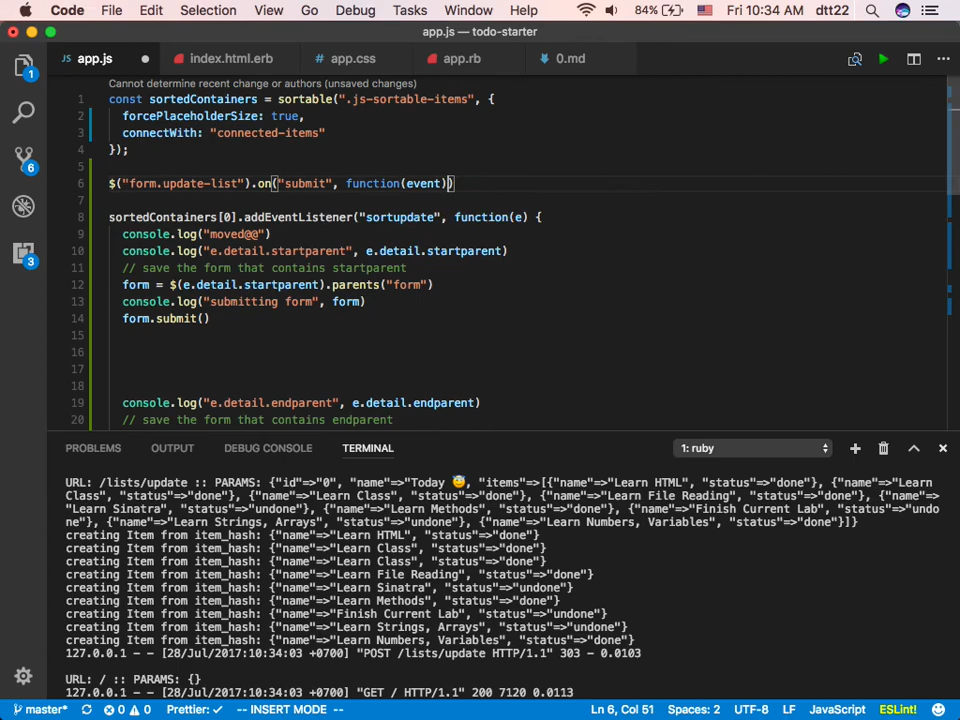 Code File Edit Selection View Go Debug Tasks Window Help 84% Fri 10:34 AM dtt22
app.js — todo-starter
JS app.js index.html.erb # app.css app.rb 0.md
Cannot determine recent change or authors (unsaved changes)
1 const sortedContainers = sortable(".js-sortable-items", {
2 forcePlaceholderSize: true,
3 connectWith: "connected-items"
4 });
5
6 $("form.update-list").on("submit", function(event))
7
8 sortedContainers[0].addEventListener("sortupdate", function(e) {
9 console.log("moved@@")
10 console.log("e.detail.startparent", e.detail.startparent)
11 // save the form that contains startparent
12 form = $(e.detail.startparent).parents("form")
13 console.log("submitting form", form)
14 form.submit()
15
16
17
18
19 console.log("e.detail.endparent", e.detail.endparent)
20 // save the form that contains endparent
1
6
3
PROBLEMS OUTPUT DEBUG CONSOLE TERMINAL 1: ruby
URL: /lists/update :: PARAMS: {"id"=>"0", "name"=>"Today 😇", "items"=>[{"name"=>"Learn HTML", "status"=>"done"}, {"name"=>"Learn
Class", "status"=>"done"}, {"name"=>"Learn Class", "status"=>"done"}, {"name"=>"Learn File Reading", "status"=>"done"}, {"name"=>
"Learn Sinatra", "status"=>"undone"}, {"name"=>"Learn Methods", "status"=>"done"}, {"name"=>"Finish Current Lab", "status"=>"undo
ne"}, {"name"=>"Learn Strings, Arrays", "status"=>"undone"}, {"name"=>"Learn Numbers, Variables", "status"=>"done"}]}
creating Item from item_hash: {"name"=>"Learn HTML", "status"=>"done"}
creating Item from item_hash: {"name"=>"Learn Class", "status"=>"done"}
creating Item from item_hash: {"name"=>"Learn Class", "status"=>"done"}
creating Item from item_hash: {"name"=>"Learn File Reading", "status"=>"done"}
creating Item from item_hash: {"name"=>"Learn Sinatra", "status"=>"undone"}
creating Item from item_hash: {"name"=>"Learn Methods", "status"=>"done"}
creating Item from item_hash: {"name"=>"Finish Current Lab", "status"=>"undone"}
creating Item from item_hash: {"name"=>"Learn Strings, Arrays", "status"=>"undone"}
creating Item from item_hash: {"name"=>"Learn Numbers, Variables", "status"=>"done"}
127.0.0.1 - - [28/Jul/2017:10:34:03 +0700] "POST /lists/update HTTP/1.1" 303 - 0.0103
URL: / :: PARAMS: {}
127.0.0.1 - - [28/Jul/2017:10:34:03 +0700] "GET / HTTP/1.1" 200 7120 0.0113
master* 0 0 Prettier: ✓ -- INSERT MODE -- Ln 6, Col 51 Spaces: 2 UTF-8 LF JavaScript ESLint!